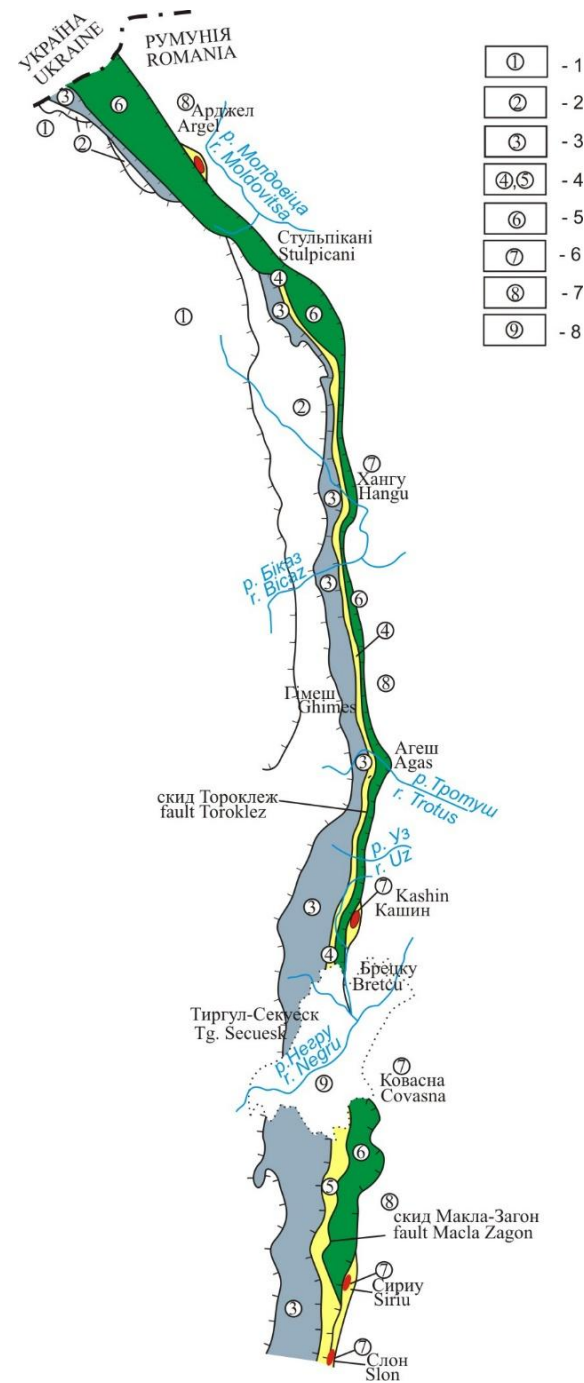 УКРАЇНА
UKRAINE
РУМУНІЯ
ROMANIA
① - 1
② - 2
③ - 3
④,⑤ - 4
⑥ - 5
⑦ - 6
⑧ - 7
⑨ - 8
③
⑥
⑧
Арджел
Argel
①
②
р. Молдовіца
r. Moldovitsa
Стульпікані
Stulpicani
④
③
⑥
①
②
⑦
Хангу
Hangu
③
р. Біказ
r. Bicaz
③
⑥
④
⑧
Гімеш
Ghimes
Агеш
Agas
③
р. Тротуш
r. Trotus
скид Тороклеж
fault Toroklez
р. Уз
r. Uz
⑦
Kashin
Кашин
③
④
Брецку
Bretcu
Тиргул-Секуеск
Tg. Secuesk
р.Негру
r. Negru
⑨
⑦
Ковасна
Covasna
⑥
⑤
⑧
скид Макла-Загон
fault Macla Zagon
⑦
Сириу
Siriu
③
⑦
Слон
Slon